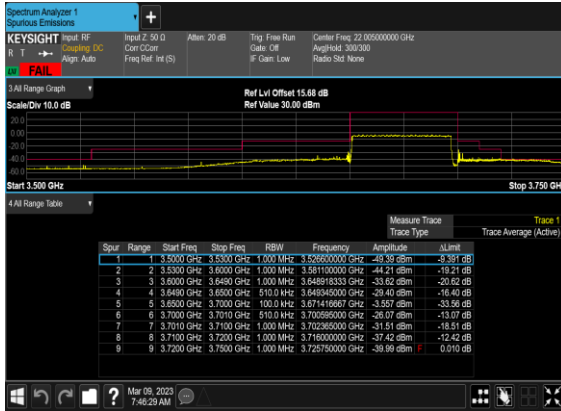 Spectrum Analyzer 1
Spurious Emissions
KEYSIGHT Input: RF Input Z: 50 Ω Atten: 20 dB Trig: Free Run Center Freq: 22.005000000 GHz
R T Coupling: DC Corr CCorr Gate: Off Avg|Hold: 300/300
Align: Auto Freq Ref: Int (S) IF Gain: Low Radio Std: None
FAIL
3 All Range Graph
Ref Lvl Offset 15.68 dB
Scale/Div 10.0 dB Ref Value 30.00 dBm
20.0
0.00
-20.0
-40.0
-60.0
Start 3.500 GHz Stop 3.750 GH
4 All Range Table
Measure Trace Trace 1
Trace Type Trace Average (Active)
Spur Range Start Freq Stop Freq RBW Frequency Amplitude ΔLimit
1 1 3.5000 GHz 3.5300 GHz 1.000 MHz 3.526600000 GHz -49.39 dBm -9.391 dB
2 2 3.5300 GHz 3.6000 GHz 1.000 MHz 3.581100000 GHz -44.21 dBm -19.21 dB
3 3 3.6000 GHz 3.6490 GHz 1.000 MHz 3.648918333 GHz -33.62 dBm -20.62 dB
4 4 3.6490 GHz 3.6500 GHz 510.0 kHz 3.649345000 GHz -29.40 dBm -16.40 dB
5 5 3.6500 GHz 3.7000 GHz 100.0 kHz 3.671416667 GHz -3.557 dBm -33.56 dB
6 6 3.7000 GHz 3.7010 GHz 510.0 kHz 3.700595000 GHz -26.07 dBm -13.07 dB
7 7 3.7010 GHz 3.7100 GHz 1.000 MHz 3.702365000 GHz -31.51 dBm -18.51 dB
8 8 3.7100 GHz 3.7200 GHz 1.000 MHz 3.716000000 GHz -37.42 dBm -12.42 dB
9 9 3.7200 GHz 3.7500 GHz 1.000 MHz 3.725750000 GHz -39.99 dBm F 0.010 dB
? Mar 09, 2023
7:46:29 AM